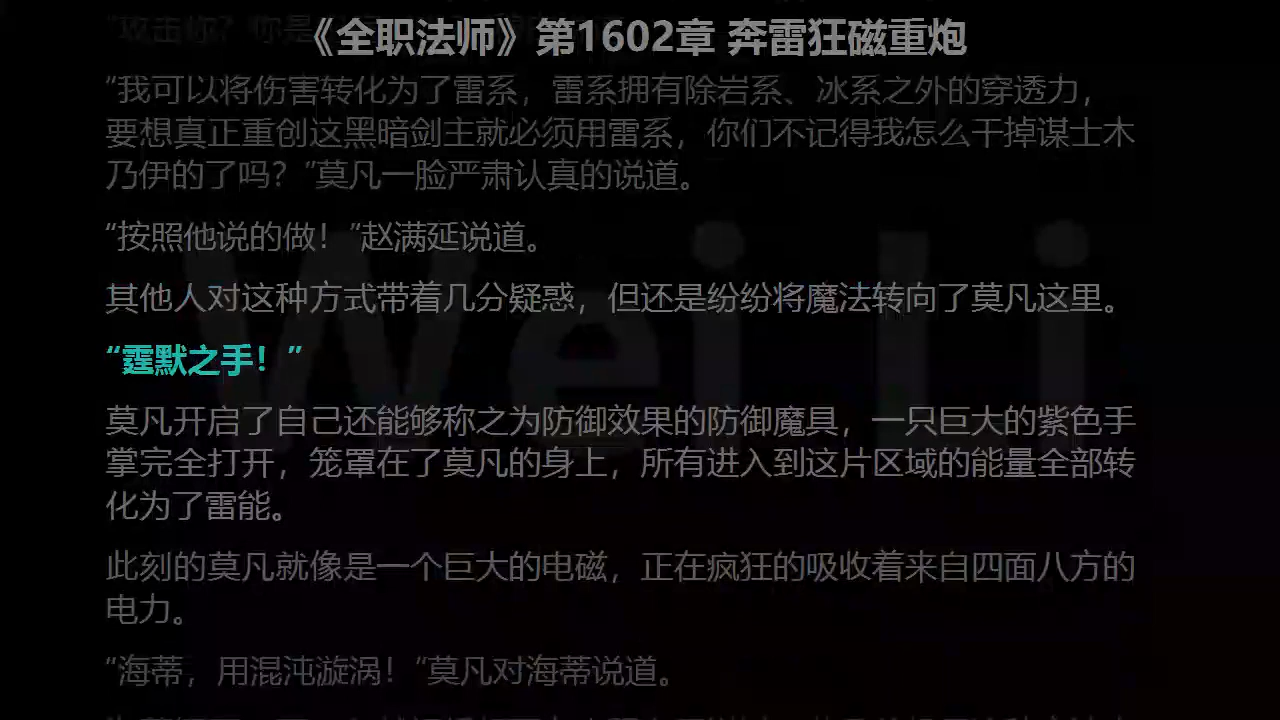 "攻击你？你是
《全职法师》第1602章 奔雷狂磁重炮
"我可以将伤害转化为了雷系，雷系拥有除岩系、冰系之外的穿透力，
要想真正重创这黑暗剑主就必须用雷系，你们不记得我怎么干掉谋士木
乃伊的了吗？"莫凡一脸严肃认真的说道。
"按照他说的做！"赵满延说道。
其他人对这种方式带着几分疑惑，但还是纷纷将魔法转向了莫凡这里。
“霆默之手！”
莫凡开启了自己还能够称之为防御效果的防御魔具，一只巨大的紫色手
掌完全打开，笼罩在了莫凡的身上，所有进入到这片区域的能量全部转
化为了雷能。
此刻的莫凡就像是一个巨大的电磁，正在疯狂的吸收着来自四面八方的
电力。
"海蒂，用混沌漩涡！"莫凡对海蒂说道。
Wei li